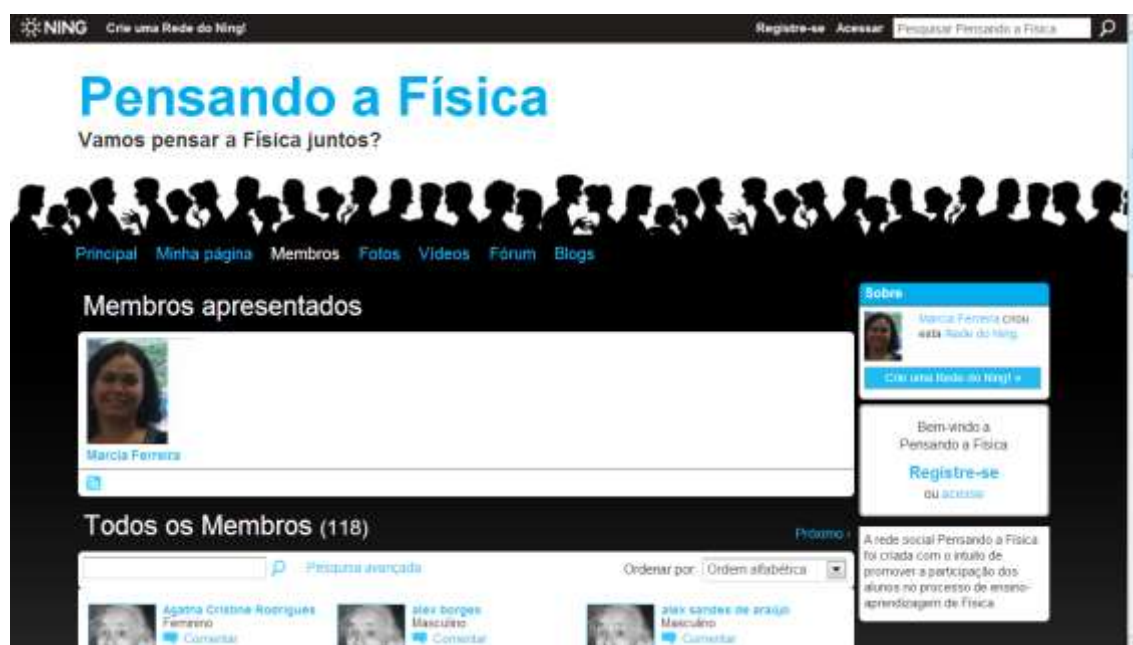 NING Crie uma Rede do Ning! Registre-se Acessar Pesquisar Pensando a Física
Pensando a Física
Vamos pensar a Física juntos?
Principal Minha página Membros Fotos Vídeos Fórum Blogs
Membros apresentados
Marcia Ferreira
Sobre
Marcia Ferreira criou
esta Rede do Ning.
Crie uma Rede do Ning! »
Bem-vindo a
Pensando a Física
Registre-se
ou acesse
Todos os Membros (118)
Próximo ›
Pesquisa avançada Ordenar por: Ordem alfabética
A rede social Pensando a Física
foi criada com o intuito de
promover a participação dos
alunos no processo de ensino-
aprendizagem de Física.
Agatha Cristine Rodrigues
Feminino
Comentar
alex borges
Masculino
Comentar
alex sandes de araújo
Masculino
Comentar